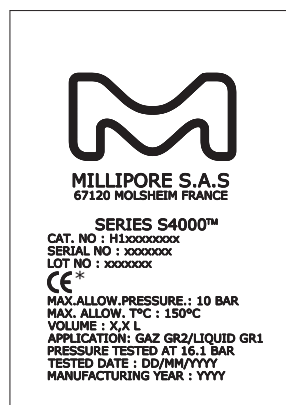 MILLIPORE S.A.S
67120 MOLSHEIM FRANCE
SERIES S4000™
CAT. NO : H1xxxxxxxx
SERIAL NO : xxxxxxx
LOT NO : xxxxxxx
CE*
MAX.ALLOW.PRESSURE.: 10 BAR
MAX. ALLOW. T°C : 150°C
VOLUME : X,X L
APPLICATION: GAZ GR2/LIQUID GR1
PRESSURE TESTED AT 16.1 BAR
TESTED DATE : DD/MM/YYYY
MANUFACTURING YEAR : YYYY